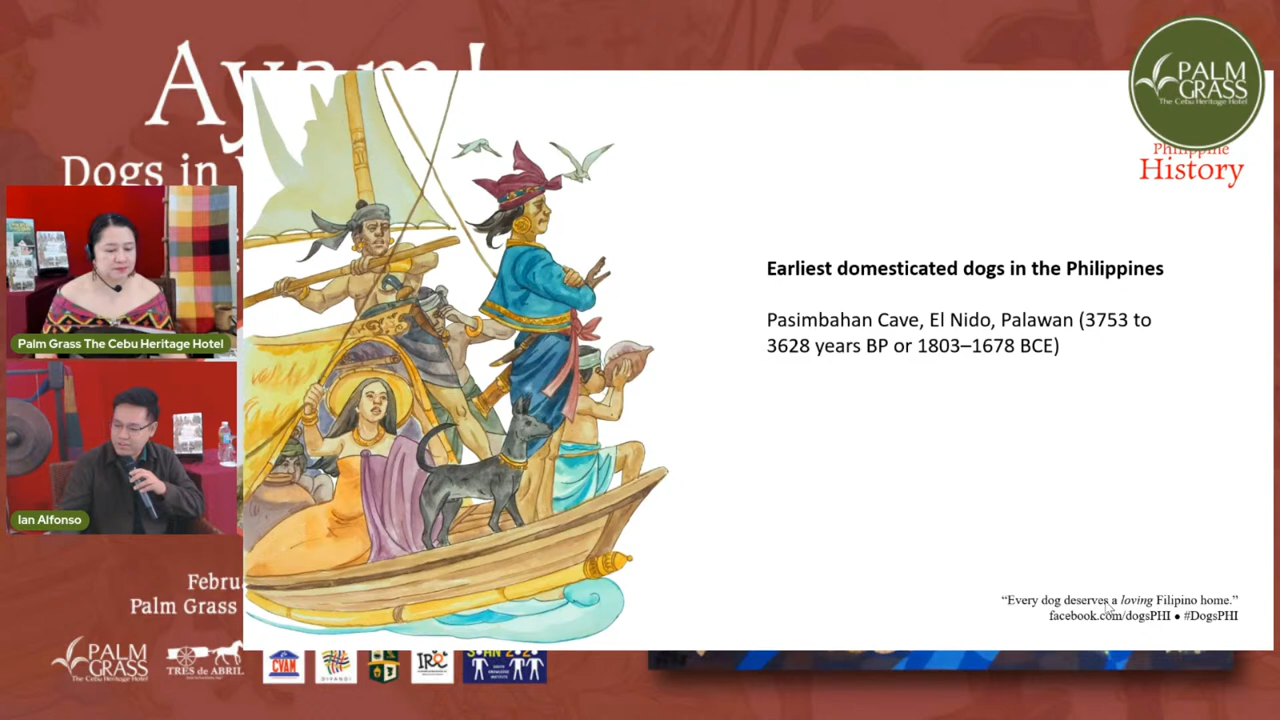 Ayam!
Dogs in
PALM
GRASS
The Cebu Heritage Hotel
Philippine
History
Palm Grass The Cebu Heritage Hotel
Ian Alfonso
Earliest domesticated dogs in the Philippines
Pasimbahan Cave, El Nido, Palawan (3753 to
3628 years BP or 1803–1678 BCE)
“Every dog deserves a loving Filipino home.”
facebook.com/dogsPHI ● #DogsPHI
Febru
Palm Grass
PALM
GRASS
The Cebu Heritage Hotel
TRES DE ABRIL
CVAM